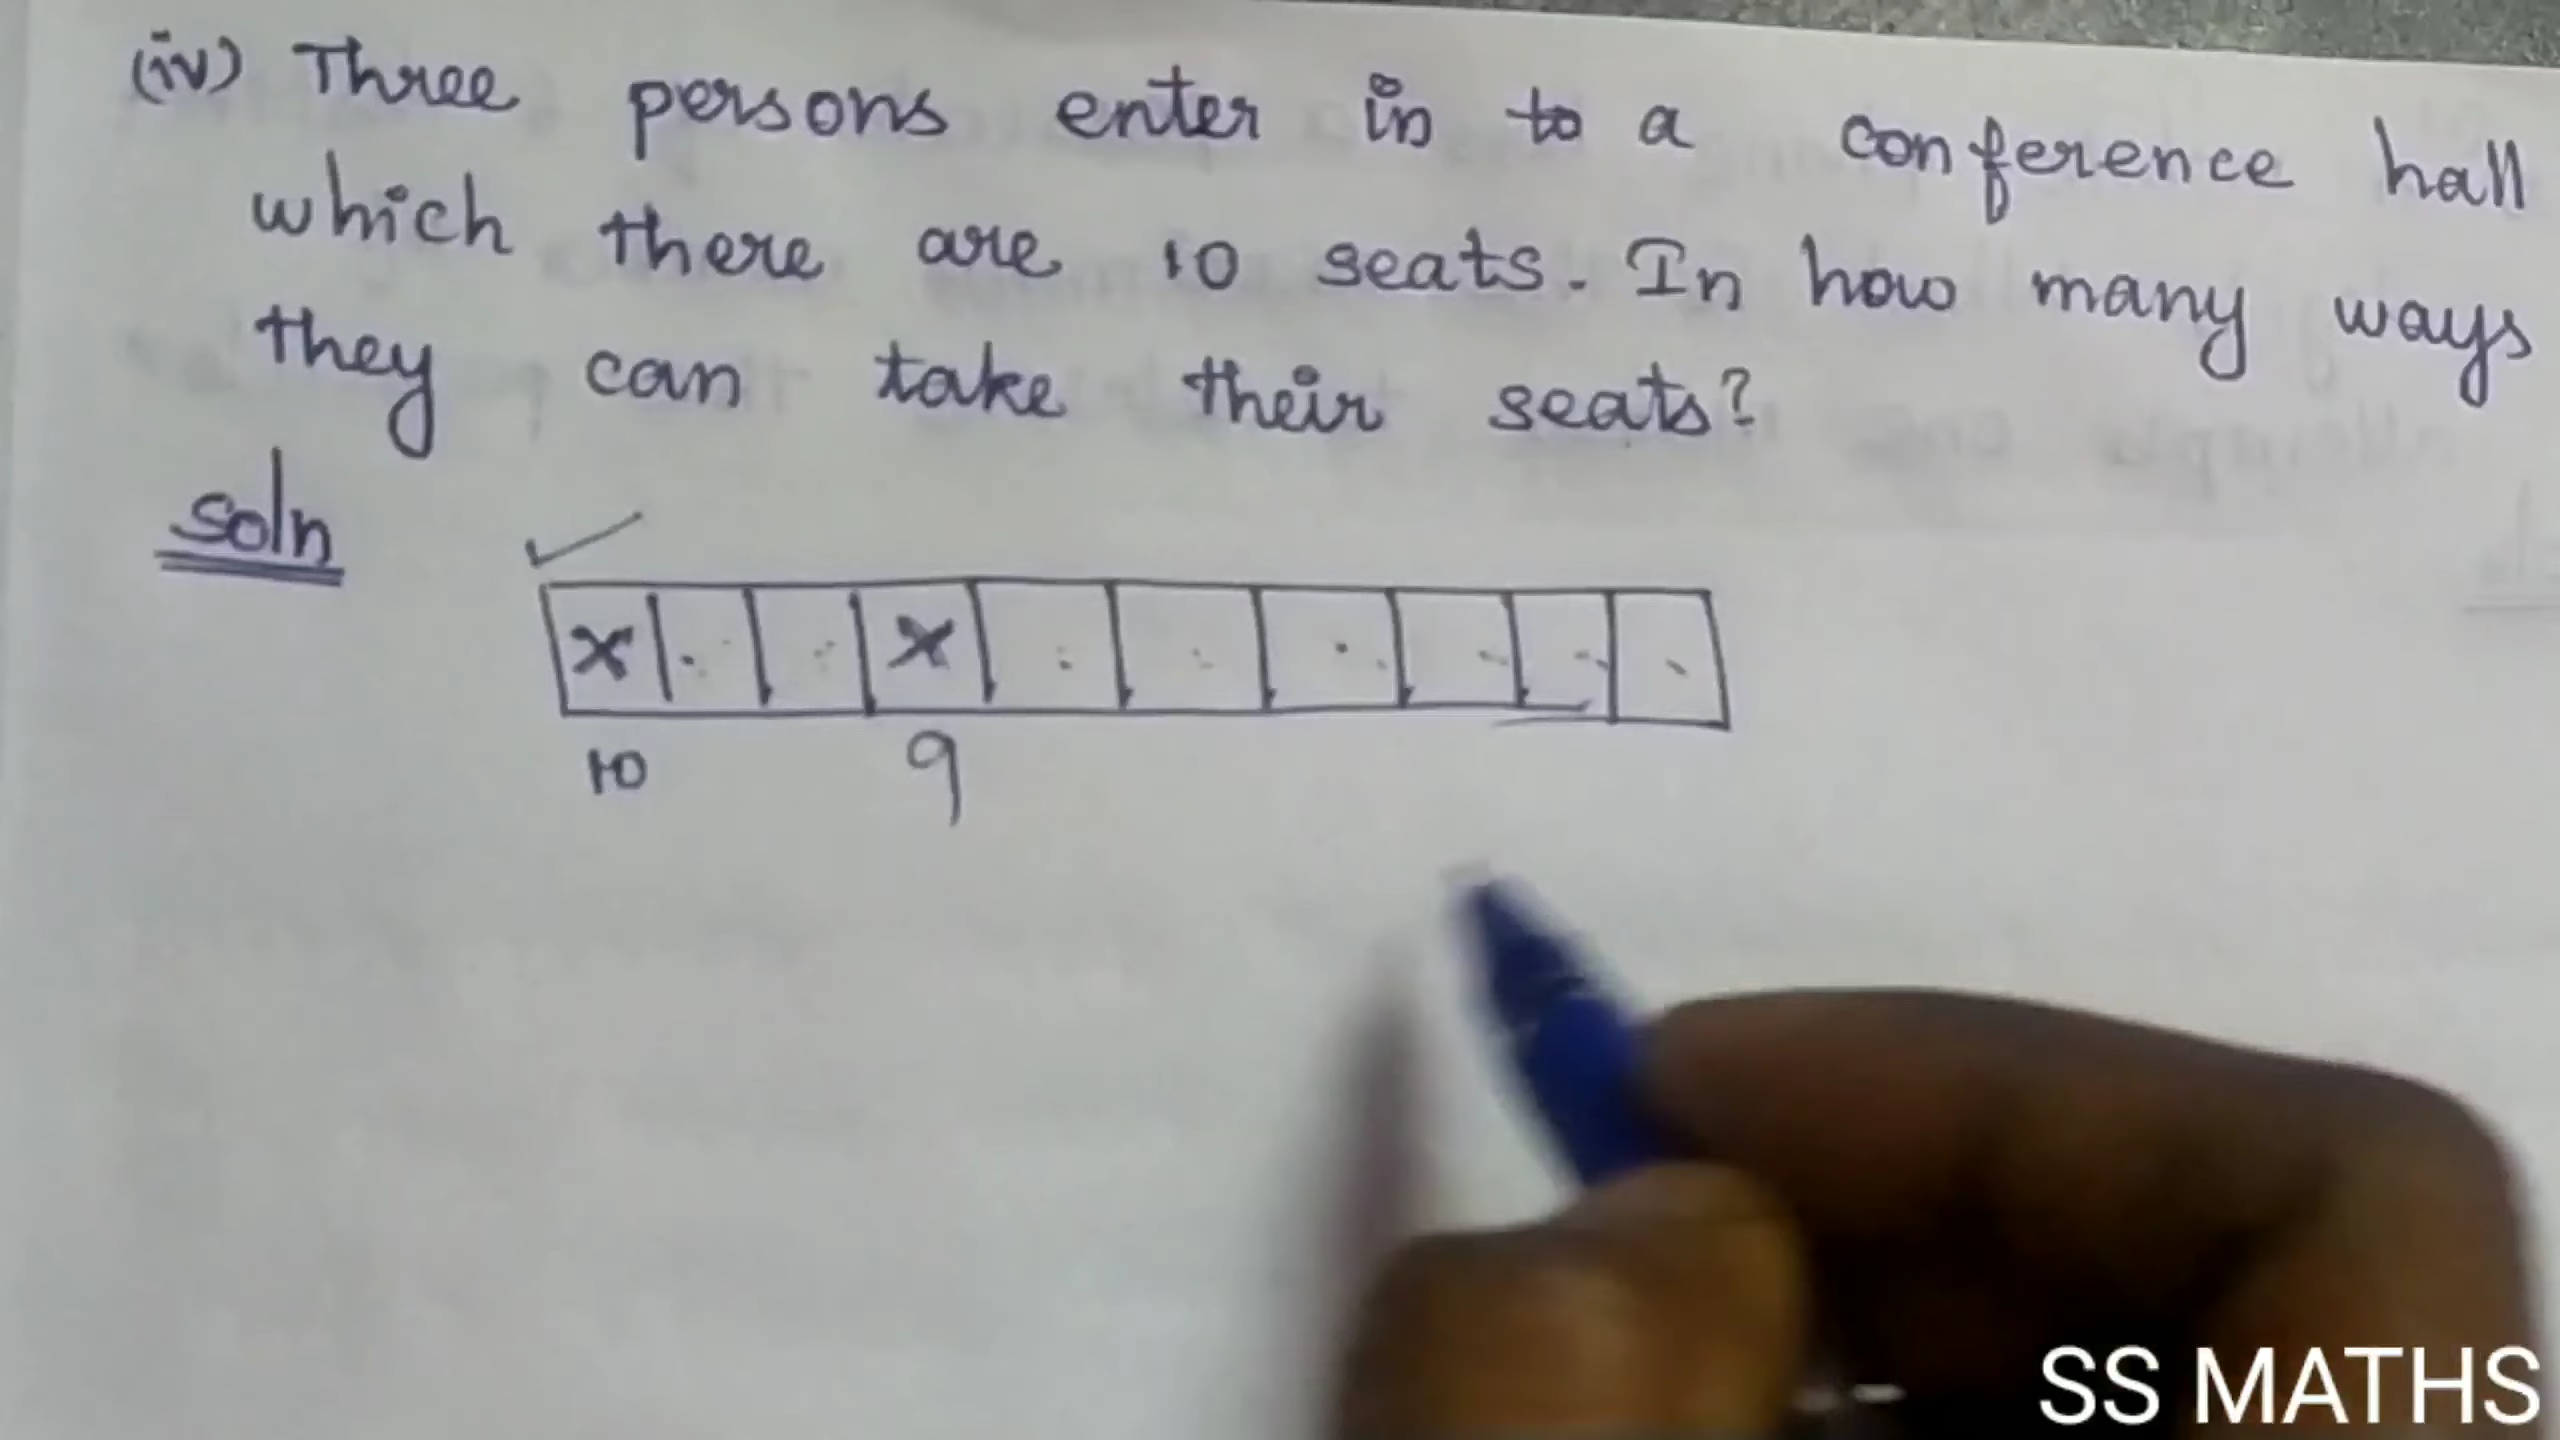 (iv) Three persons enter in to a conference hall
which there are 10 seats. In how many ways
they can take their seats?
Soln
x x
10 9
SS MATHS